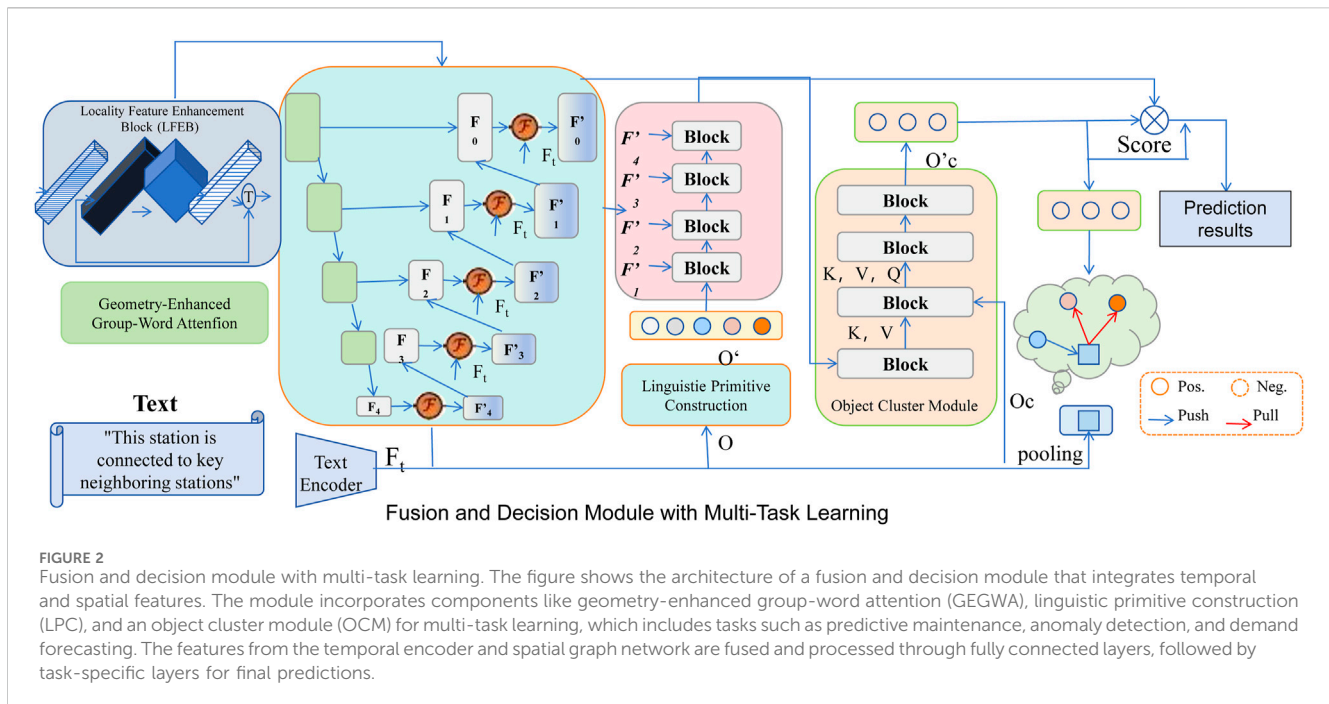 Locality Feature Enhancement
Block (LFEB)
T
Geometry-Enhanced
Group-Word Attenfion
Text
"This station is
connected to key
neighboring stations"
F
0
F
F'
0
F_t
F
1
F
F'
1
F_t
F
2
F
F'
2
F_t
F
3
F
F'3
F_t
F4
F
F'4
Text
Encoder
F_t
F'
4
Block
F'
3
Block
F'
2
Block
F'
1
Block
O‘
Linguistic Primitive
Construction
O
O'c
Block
Block
K, V, Q
Block
K, V
Block
Object Cluster Module
Oc
Score
Prediction
results
Pos.
Neg.
Push
Pull
pooling
Fusion and Decision Module with Multi-Task Learning
FIGURE 2
Fusion and decision module with multi-task learning. The figure shows the architecture of a fusion and decision module that integrates temporal
and spatial features. The module incorporates components like geometry-enhanced group-word attention (GEGWA), linguistic primitive construction
(LPC), and an object cluster module (OCM) for multi-task learning, which includes tasks such as predictive maintenance, anomaly detection, and demand
forecasting. The features from the temporal encoder and spatial graph network are fused and processed through fully connected layers, followed by
task-specific layers for final predictions.